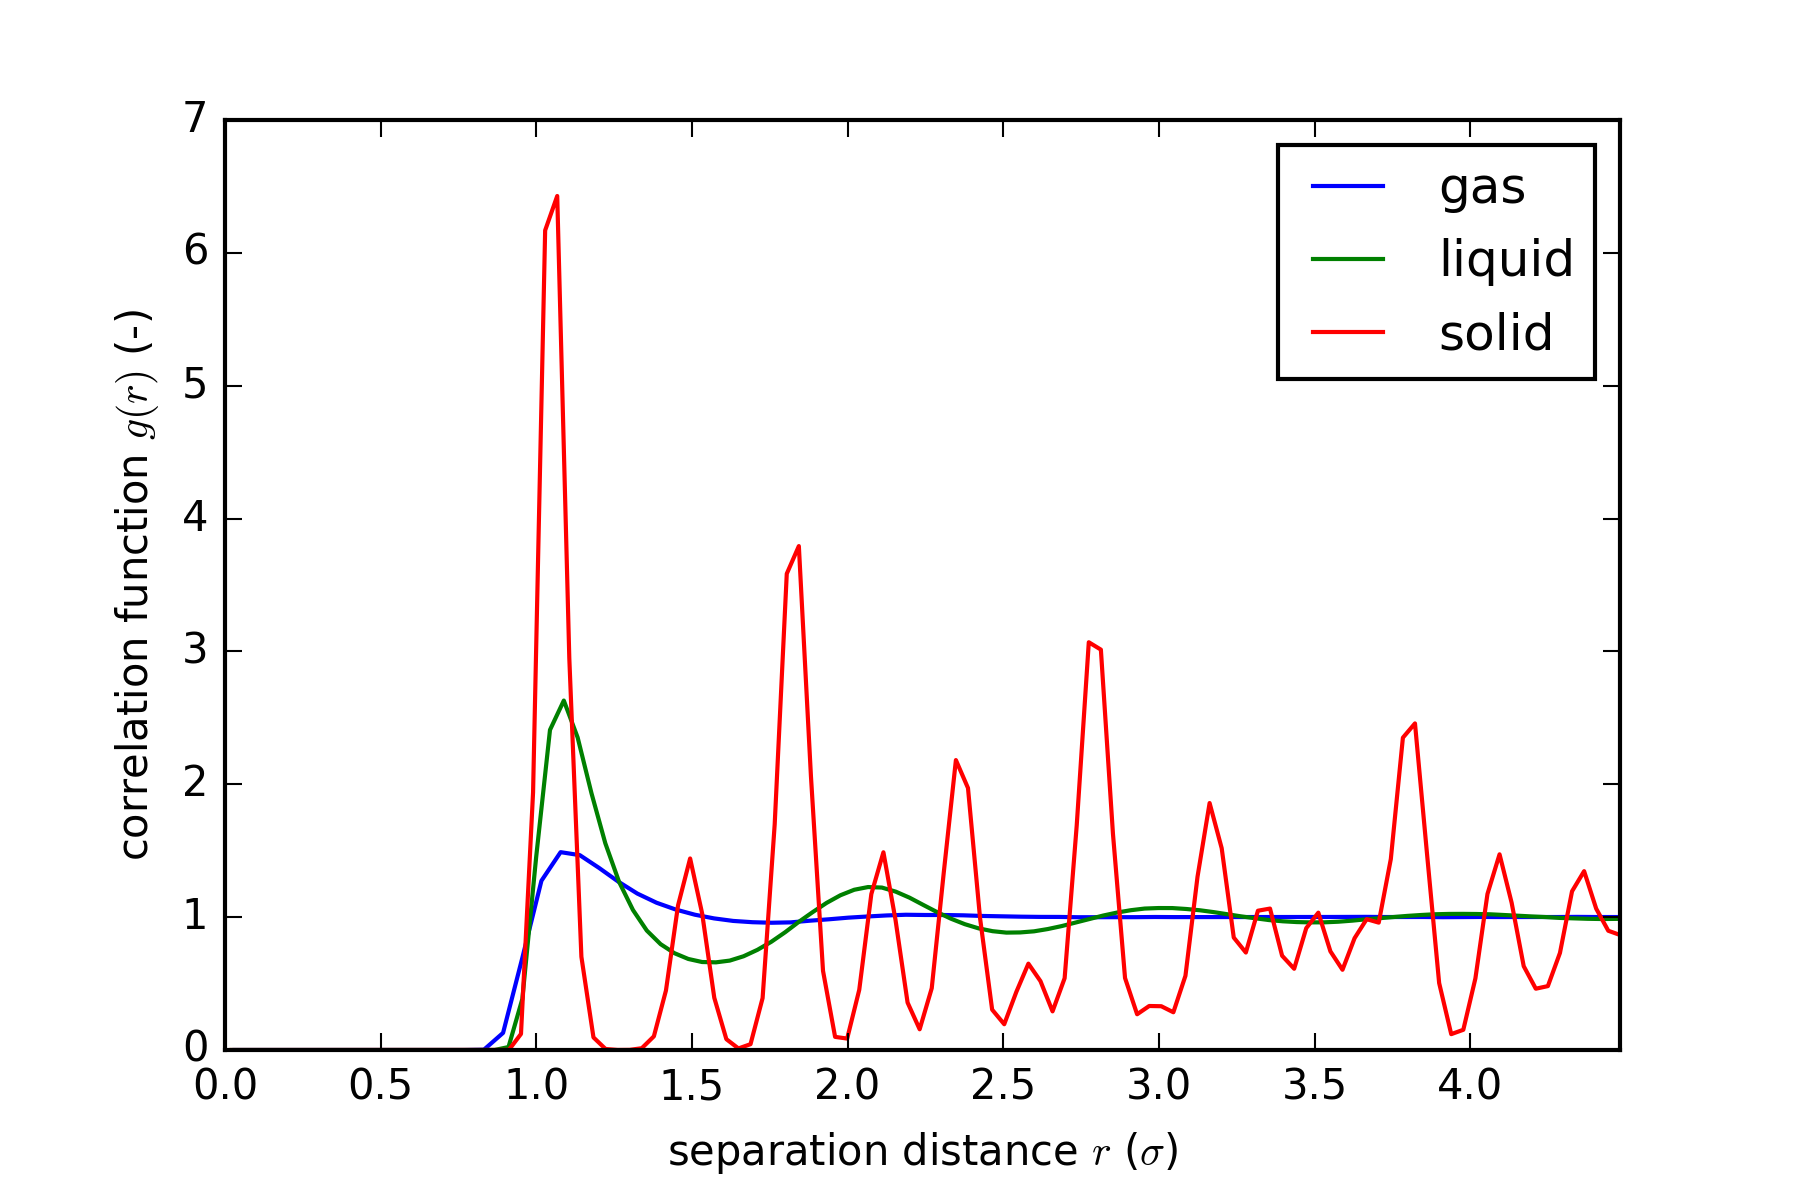 7
6
5
4
3
2
1
0
correlation function g(r) (-)
gas
liquid
solid
0.0 0.5 1.0 1.5 2.0 2.5 3.0 3.5 4.0
separation distance r (σ)